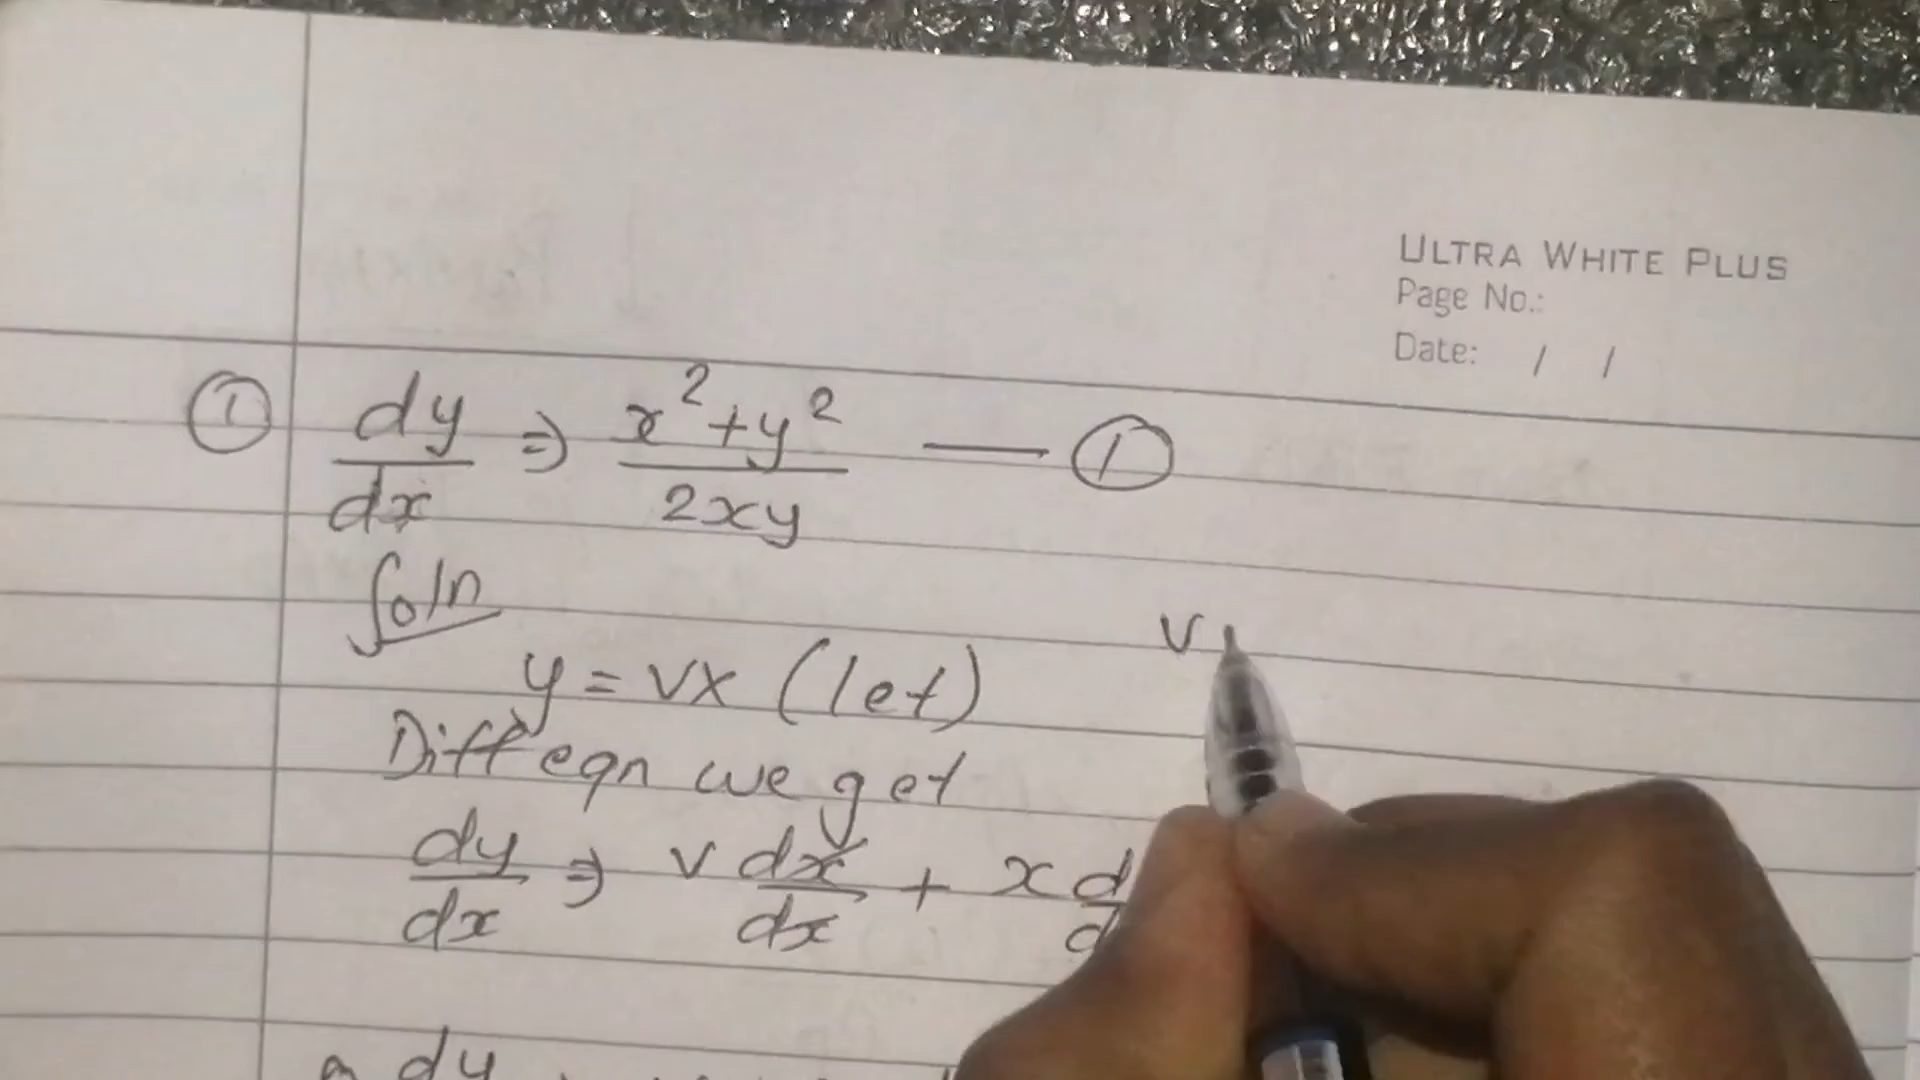 ULTRA WHITE PLUS
Page No.:
Date: / /
① dy/dx ⇒ x²+y²/2xy — ①
Soln
v
y = vx (let)
Diff eqn we get
dy/dx ⇒ v dx/dx + x d
dy